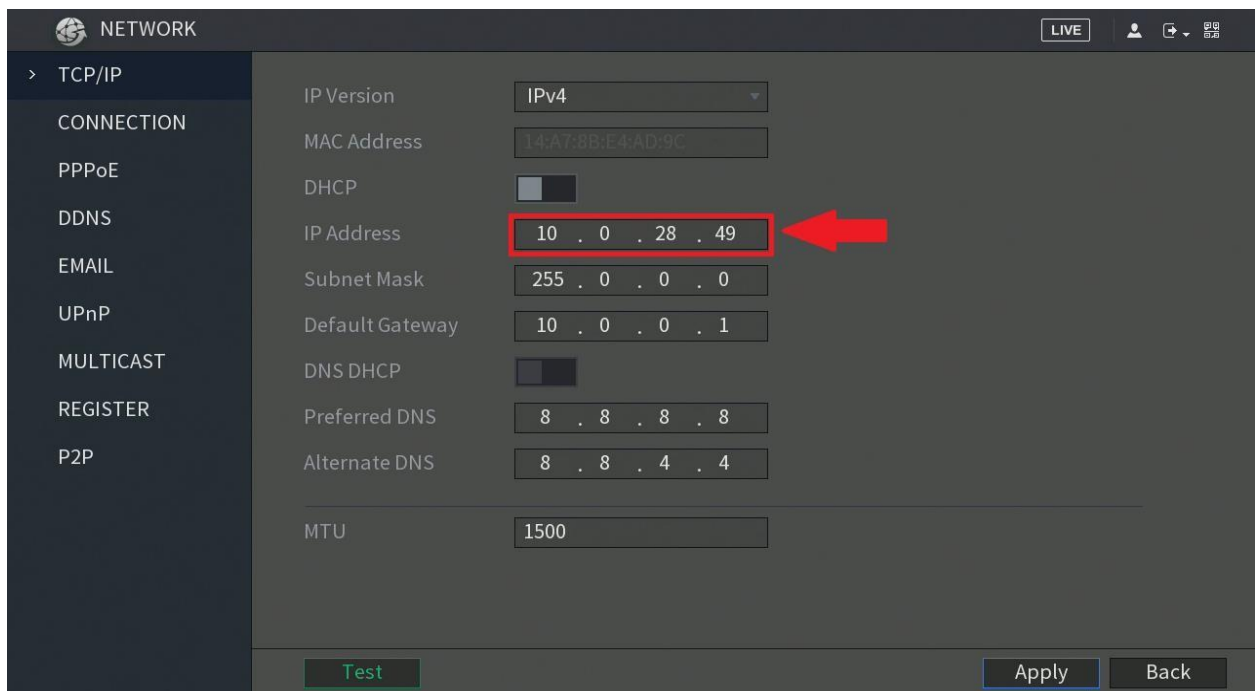 NETWORK
LIVE
TCP/IP
CONNECTION
PPPoE
DDNS
EMAIL
UPnP
MULTICAST
REGISTER
P2P
IP Version IPv4
MAC Address 14:A7:8B:E4:AD:9C
DHCP
IP Address 10 . 0 . 28 . 49
Subnet Mask 255 . 0 . 0 . 0
Default Gateway 10 . 0 . 0 . 1
DNS DHCP
Preferred DNS 8 . 8 . 8 . 8
Alternate DNS 8 . 8 . 4 . 4
MTU 1500
Test Apply Back